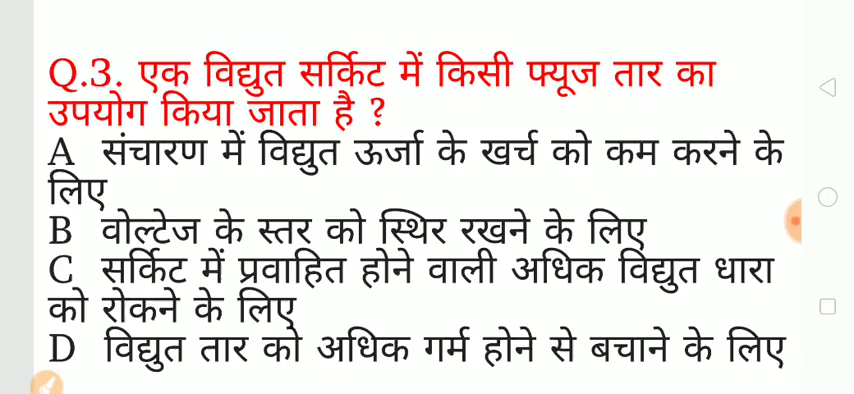 Q.3. एक विद्युत सर्किट में किसी फ्यूज तार का
उपयोग किया जाता है ?
A संचारण में विद्युत ऊर्जा के खर्च को कम करने के
लिए
B वोल्टेज के स्तर को स्थिर रखने के लिए
C सर्किट में प्रवाहित होने वाली अधिक विद्युत धारा
को रोकने के लिए
D विद्युत तार को अधिक गर्म होने से बचाने के लिए